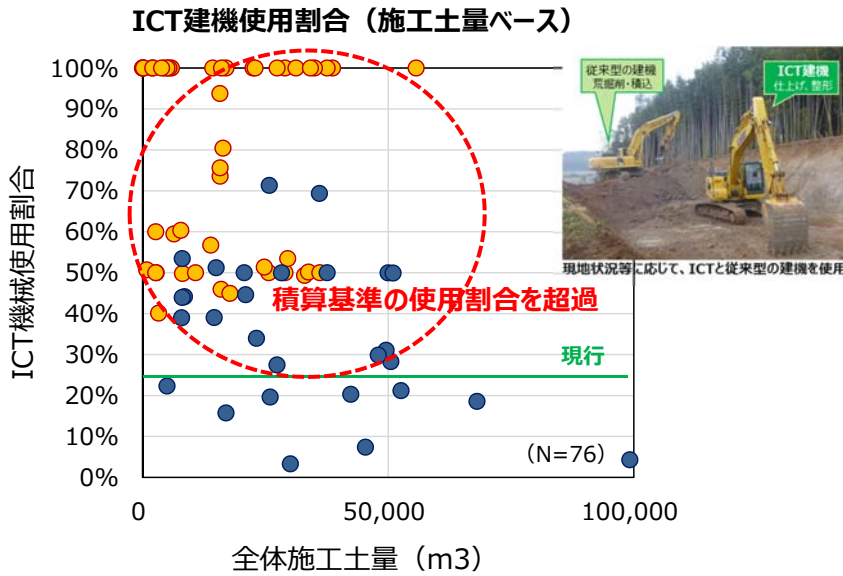 ICT建機使用割合（施工土量ベース）
ICT機械使用割合
100%
90%
80%
70%
60%
50%
40%
30%
20%
10%
0%
積算基準の使用割合を超過
現行
（N=76）
0
50,000
100,000
全体施工土量（m3）
従来型の建機
荒掘削・積込
ICT建機
仕上げ、整形
現地状況等に応じて、ICTと従来型の建機を使用